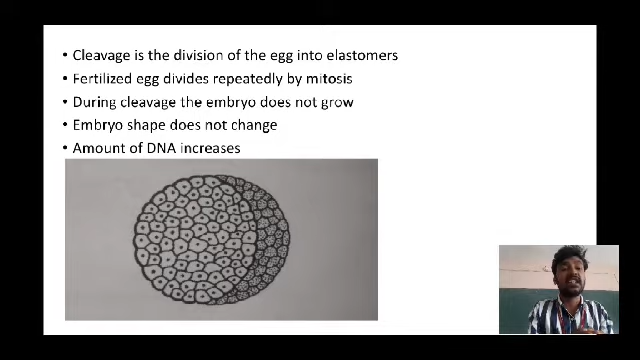 • Cleavage is the division of the egg into elastomers
• Fertilized egg divides repeatedly by mitosis
• During cleavage the embryo does not grow
• Embryo shape does not change
• Amount of DNA increases